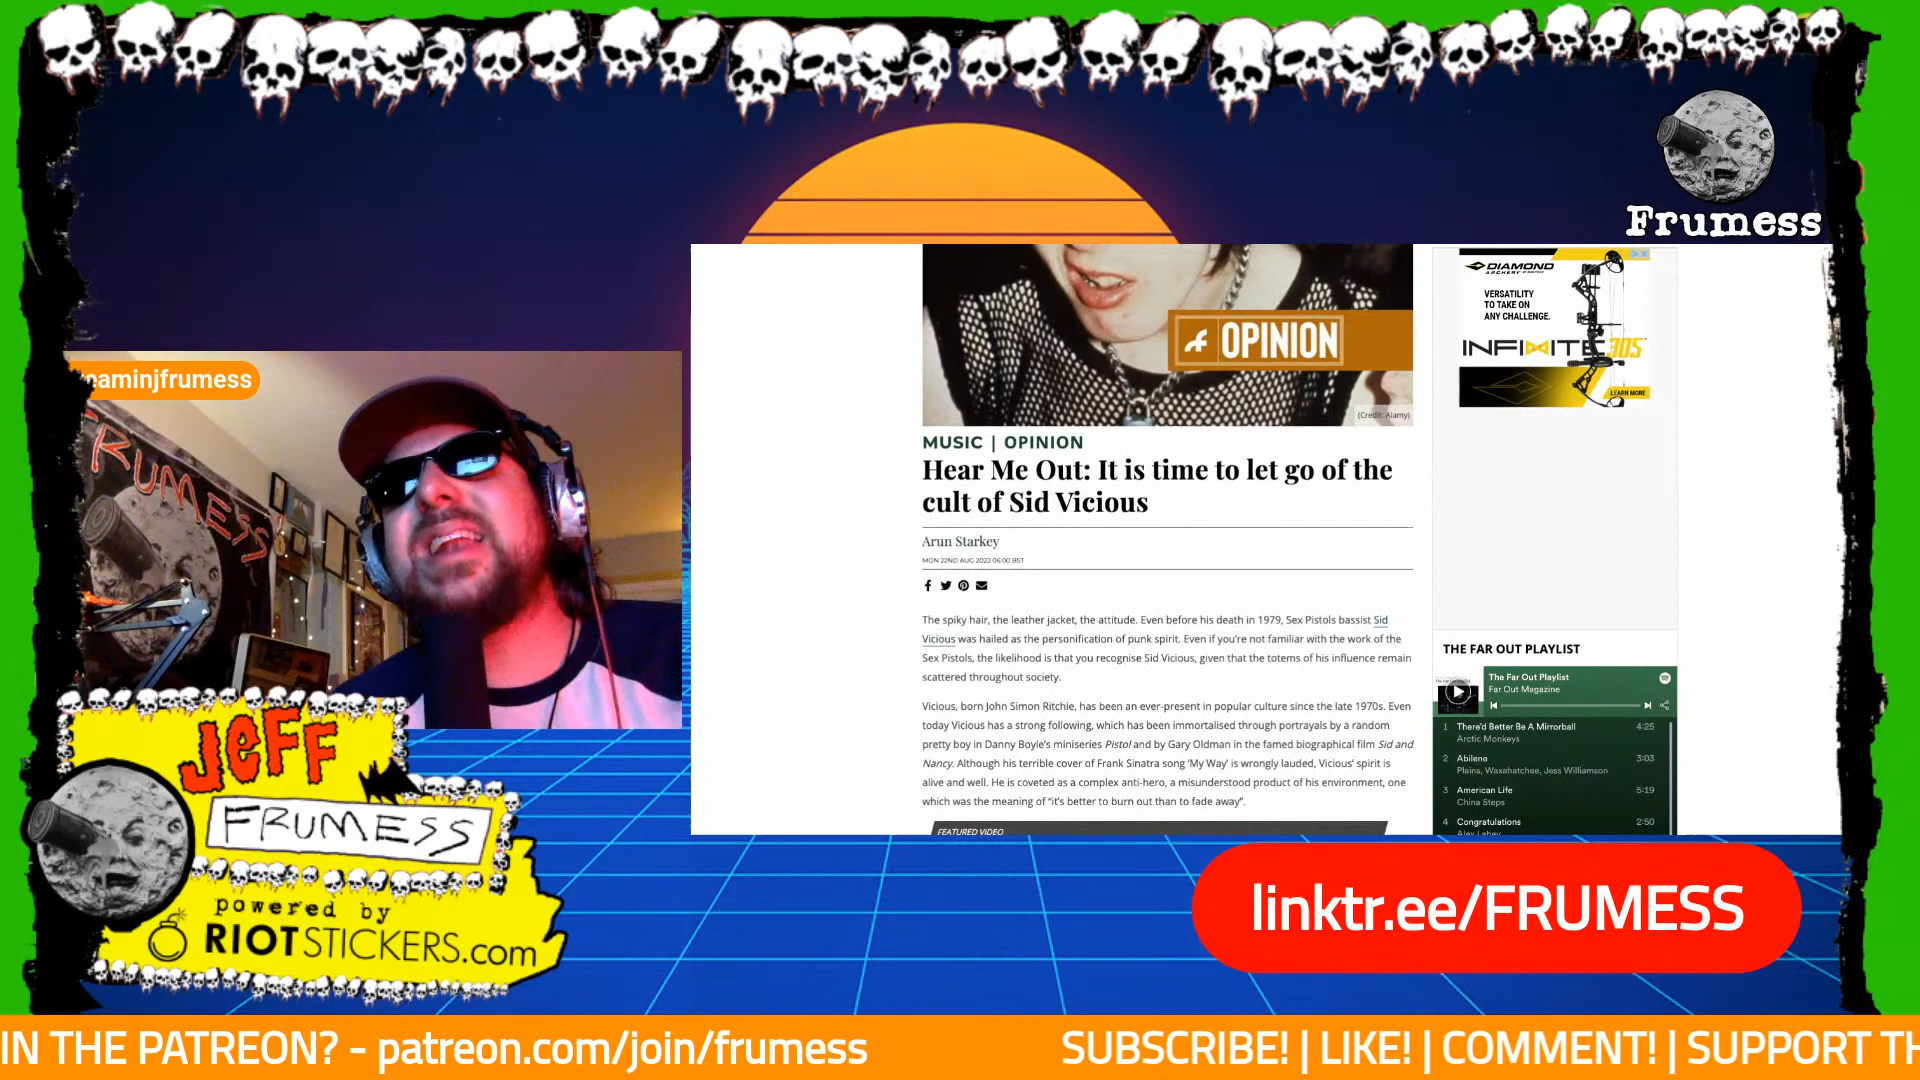 Frumess
caminjfrumess
FRUMESS
OPINION
(Credit: Alamy)
MUSIC | OPINION
Hear Me Out: It is time to let go of the
cult of Sid Vicious
Arun Starkey
MON 22ND AUG 2022 06.00 BST
The spiky hair, the leather jacket, the attitude. Even before his death in 1979, Sex Pistols bassist Sid
Vicious was hailed as the personification of punk spirit. Even if you're not familiar with the work of the
Sex Pistols, the likelihood is that you recognise Sid Vicious, given that the totems of his influence remain
scattered throughout society.
Vicious, born John Simon Ritchie, has been an ever-present in popular culture since the late 1970s. Even
today Vicious has a strong following, which has been immortalised through portrayals by a random
pretty boy in Danny Boyle's miniseries Pistol and by Gary Oldman in the famed biographical film Sid and
Nancy. Although his terrible cover of Frank Sinatra song 'My Way' is wrongly lauded, Vicious' spirit is
alive and well. He is coveted as a complex anti-hero, a misunderstood product of his environment, one
which was the meaning of "it's better to burn out than to fade away".
FEATURED VIDEO
DIAMOND
VERSATILITY
TO TAKE ON
ANY CHALLENGE.
INFINITE 305
LEARN MORE
THE FAR OUT PLAYLIST
The Far Out Playlist
Far Out Magazine
1 There'd Better Be A Mirrorball 4:25
Arctic Monkeys
2 Abilene 3:03
Plains, Waxahatchee, Jess Williamson
3 American Life 5:19
China Steps
4 Congratulations 2:50
Alex Lahey
JEFF
FRUMESS
powered by
RIOTSTICKERS.com
linktr.ee/FRUMESS
IN THE PATREON? - patreon.com/join/frumess SUBSCRIBE! | LIKE! | COMMENT! | SUPPORT TH